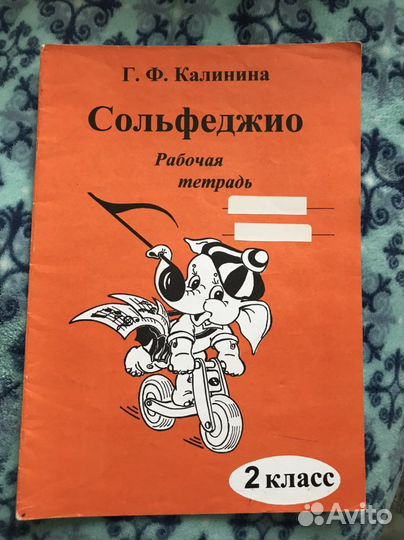 Г. Ф. Калинина
Сольфеджио
Рабочая
тетрадь
2 класс
Avito